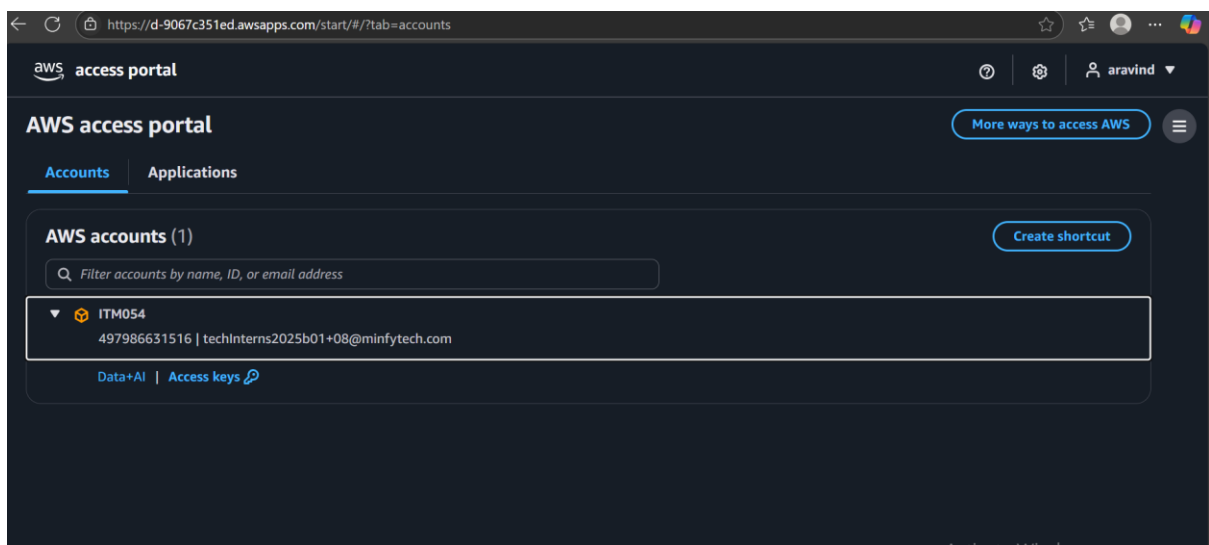 https://d-9067c351ed.awsapps.com/start/#/?tab=accounts
aws access portal
aravind
AWS access portal
More ways to access AWS
Accounts
Applications
AWS accounts (1)
Create shortcut
Filter accounts by name, ID, or email address
ITM054
497986631516 | techInterns2025b01+08@minfytech.com
Data+AI | Access keys